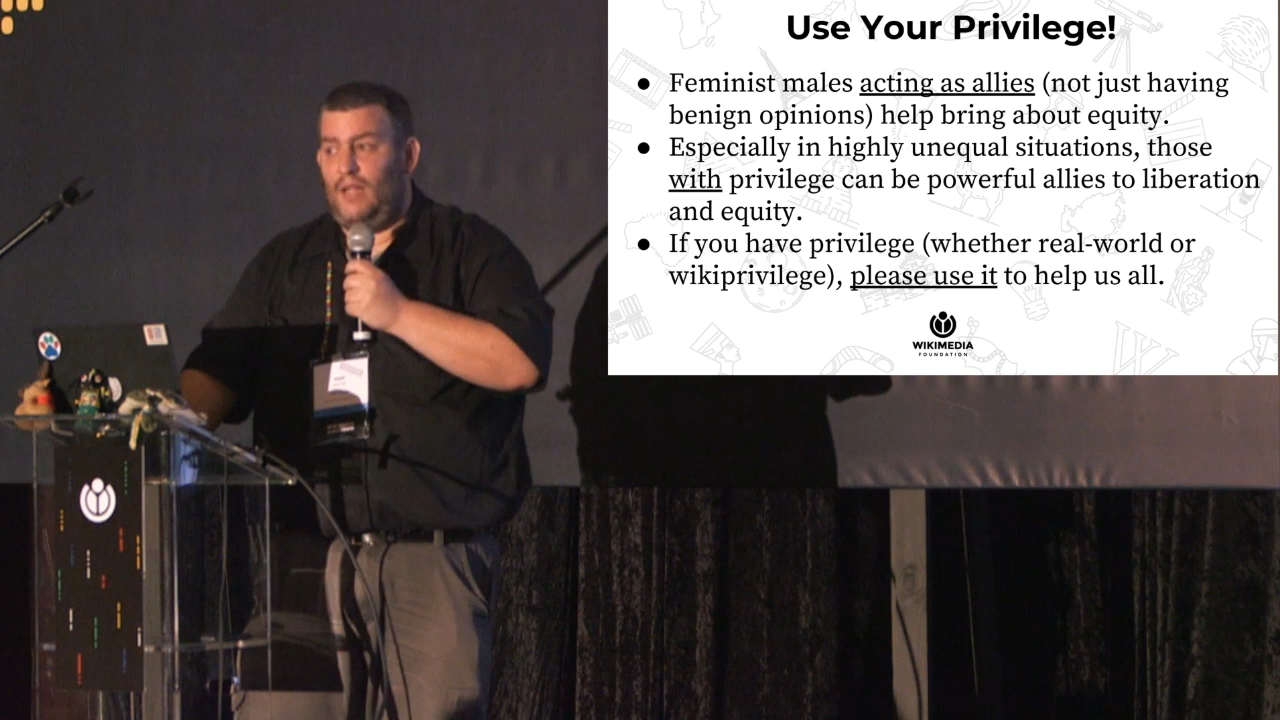 Use Your Privilege!
● Feminist males acting as allies (not just having
benign opinions) help bring about equity.
● Especially in highly unequal situations, those
with privilege can be powerful allies to liberation
and equity.
● If you have privilege (whether real-world or
wikiprivilege), please use it to help us all.
WIKIMEDIA
FOUNDATION